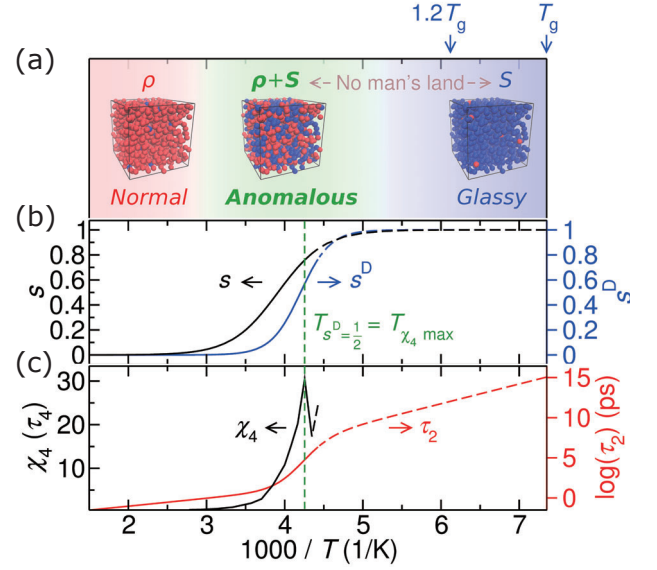 1.2Tg Tg
(a)
ρ ρ+S ← No man's land → S
Normal Anomalous Glassy
(b)
1 1
0.8 0.8
0.6 0.6
0.4 0.4
0.2 0.2
0 0
s s ← → s^D s^D
T_{s^D=1/2} = T_{χ4 max}
(c)
30 15
20 10
10 5
0
χ4 (τ4) χ4 ← → τ2 log(τ2) (ps)
2 3 4 5 6 7
1000 / T (1/K)